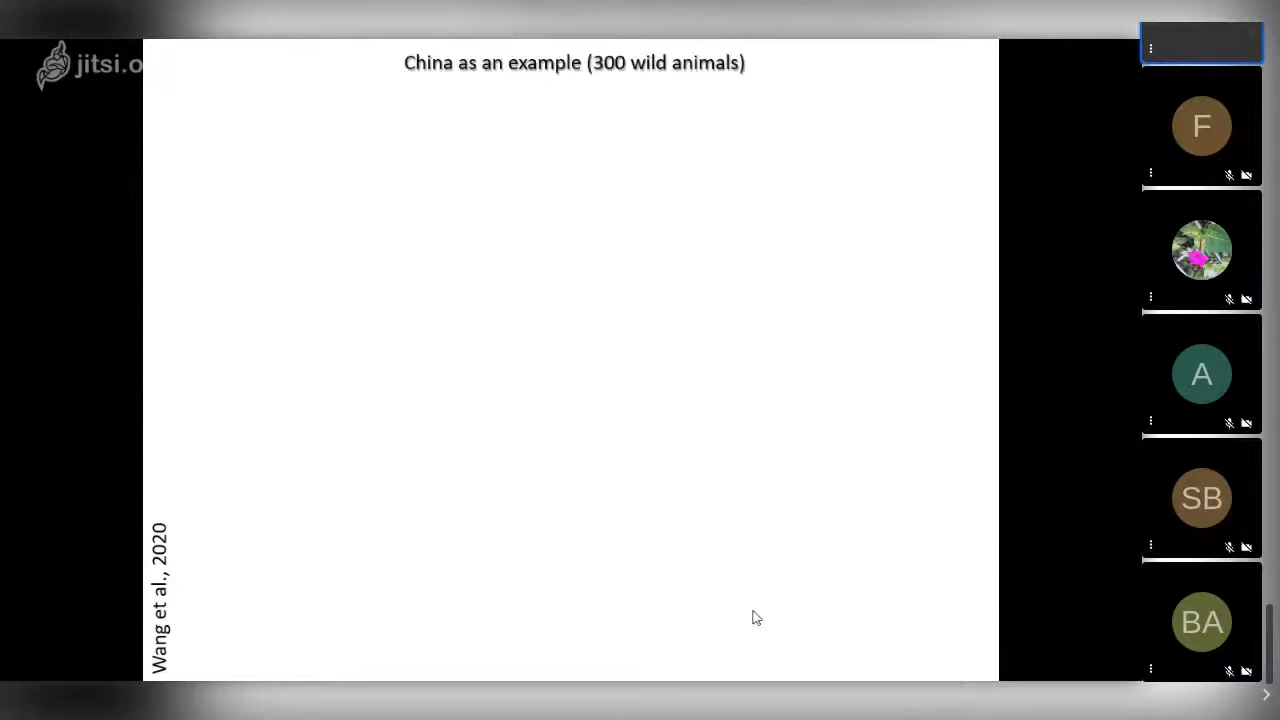 jitsi.o
China as an example (300 wild animals)
F
A
SB
BA
Wang et al., 2020